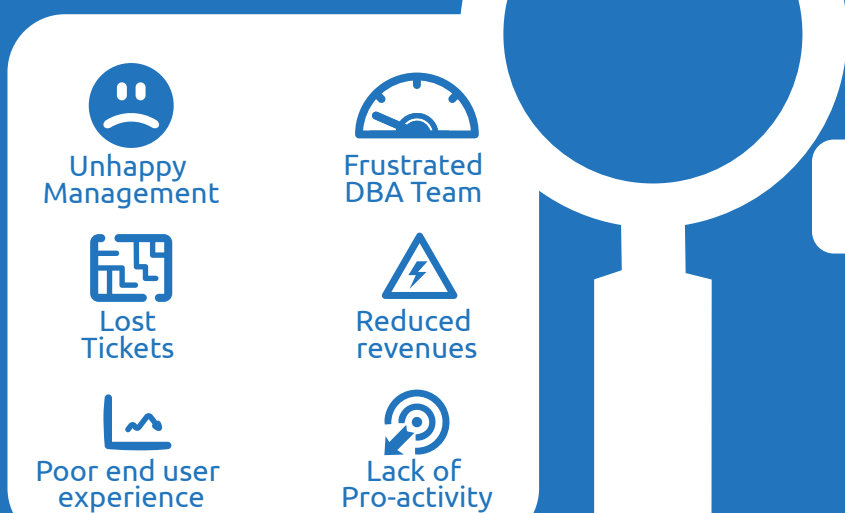 Unhappy
Management
Frustrated
DBA Team
Lost
Tickets
Reduced
revenues
Poor end user
experience
Lack of
Pro-activity